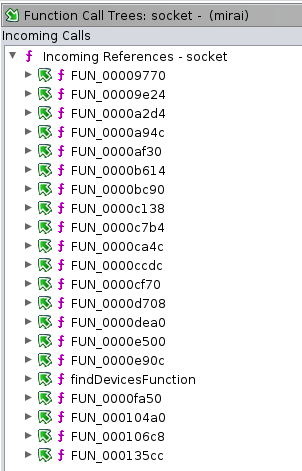 Function Call Trees: socket - (mirai)
Incoming Calls
f Incoming References - socket
f FUN_00009770
f FUN_00009e24
f FUN_0000a2d4
f FUN_0000a94c
f FUN_0000af30
f FUN_0000b614
f FUN_0000bc90
f FUN_0000c138
f FUN_0000c7b4
f FUN_0000ca4c
f FUN_0000ccdc
f FUN_0000cf70
f FUN_0000d708
f FUN_0000dea0
f FUN_0000e500
f FUN_0000e90c
f findDevicesFunction
f FUN_0000fa50
f FUN_000104a0
f FUN_000106c8
f FUN_000135cc